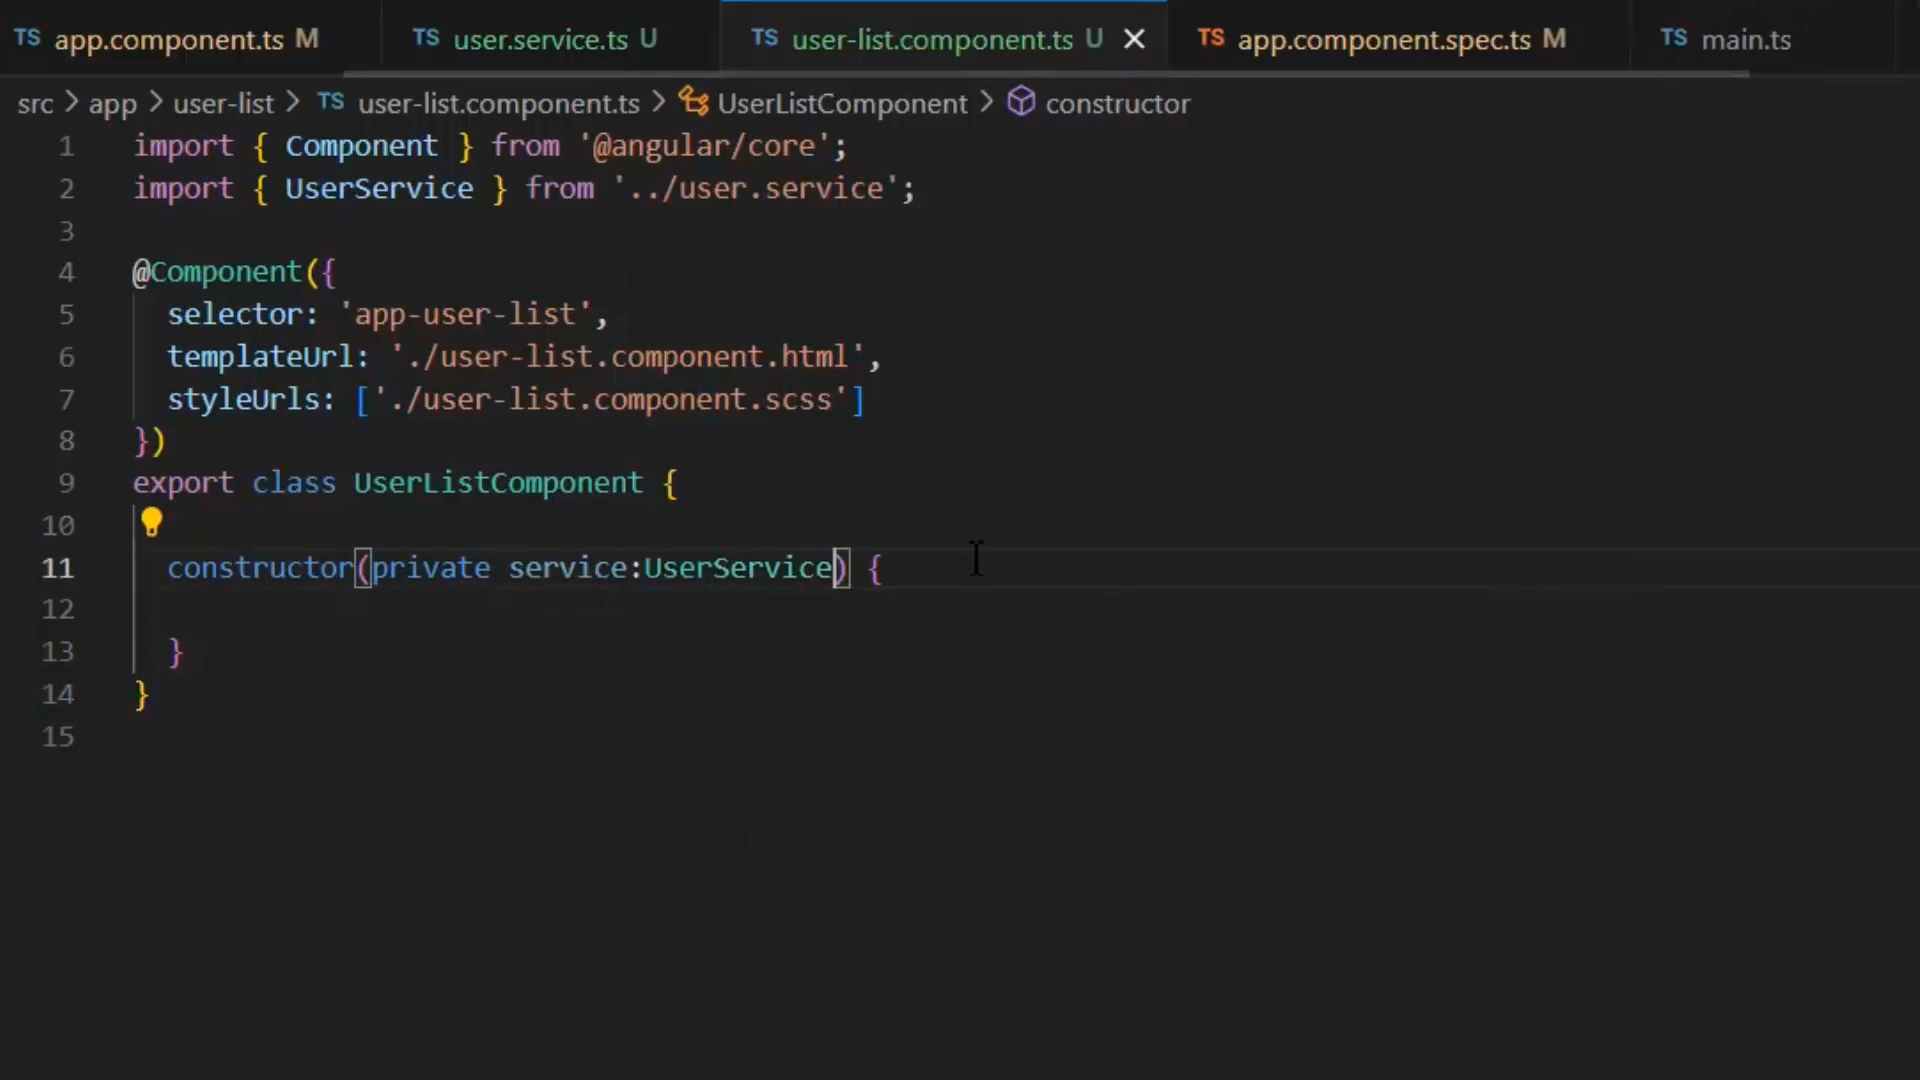 TS app.component.ts M TS user.service.ts U TS user-list.component.ts U TS app.component.spec.ts M TS main.ts
src > app > user-list > TS user-list.component.ts > UserListComponent > constructor
1 import { Component } from '@angular/core';
2 import { UserService } from '../user.service';
3
4 @Component({
5 selector: 'app-user-list',
6 templateUrl: './user-list.component.html',
7 styleUrls: ['./user-list.component.scss']
8 })
9 export class UserListComponent {
10
11 constructor(private service:UserService) {
12
13 }
14 }
15